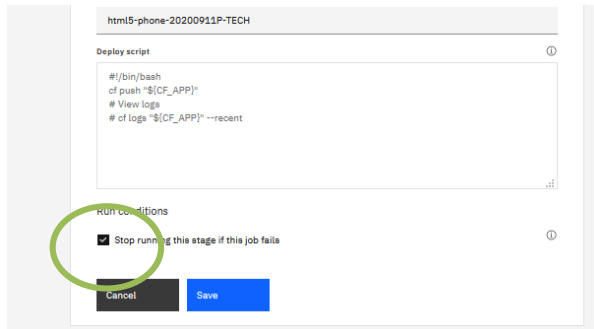 html5-phone-20200911P-TECH
Deploy script
#!/bin/bash
cf push "${CF_APP}"
# View logs
# cf logs "${CF_APP}" --recent
Run conditions
Stop running this stage if this job fails
Cancel
Save